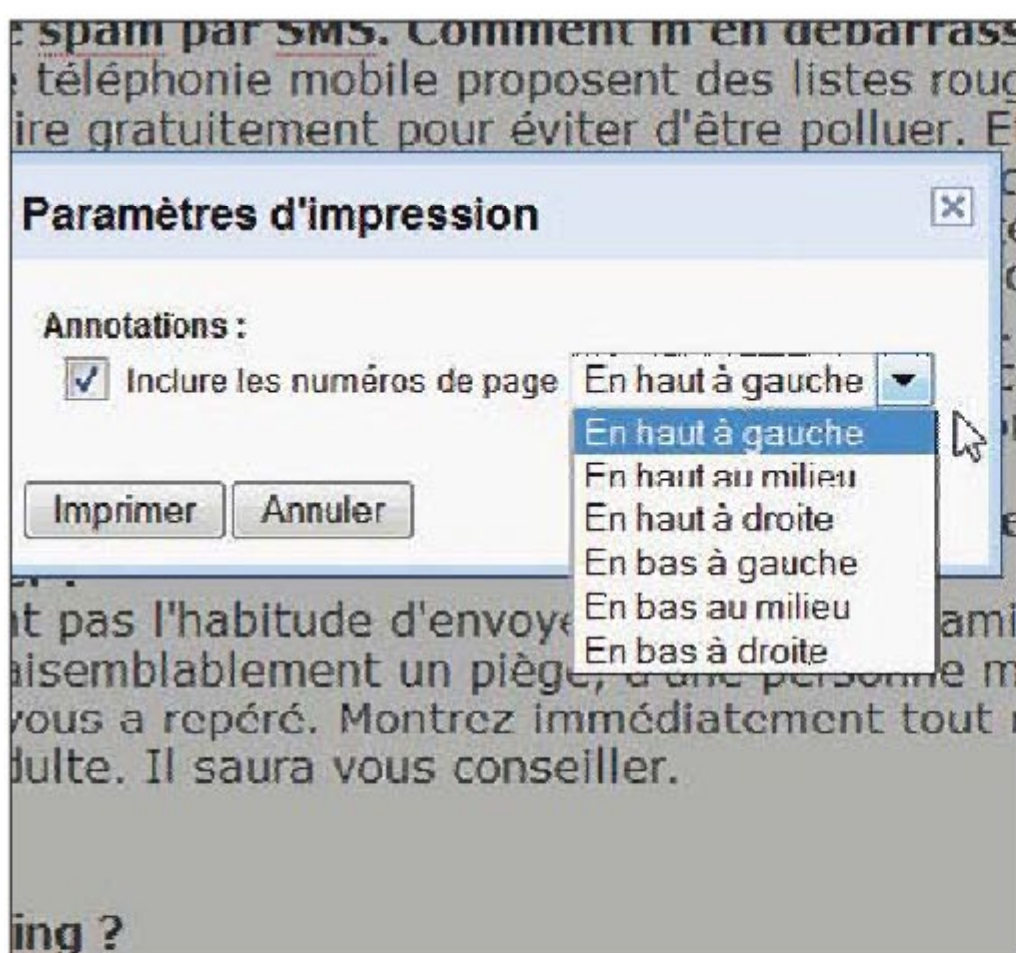 spam par SMS. Comment m'en débarrass
téléphonie mobile proposent des listes roug
ire gratuitement pour éviter d'être polluer. E
Paramètres d'impression
Annotations :
Inclure les numéros de page En haut à gauche
En haut à gauche
En haut au milieu
En haut à droite
En bas à gauche
En bas au milieu
En bas à droite
Imprimer Annuler
nt pas l'habitude d'envoye ami
aisemblablement un piège, d'une personne m
vous a repéré. Montrez immédiatement tout
dulte. Il saura vous conseiller.
ing ?